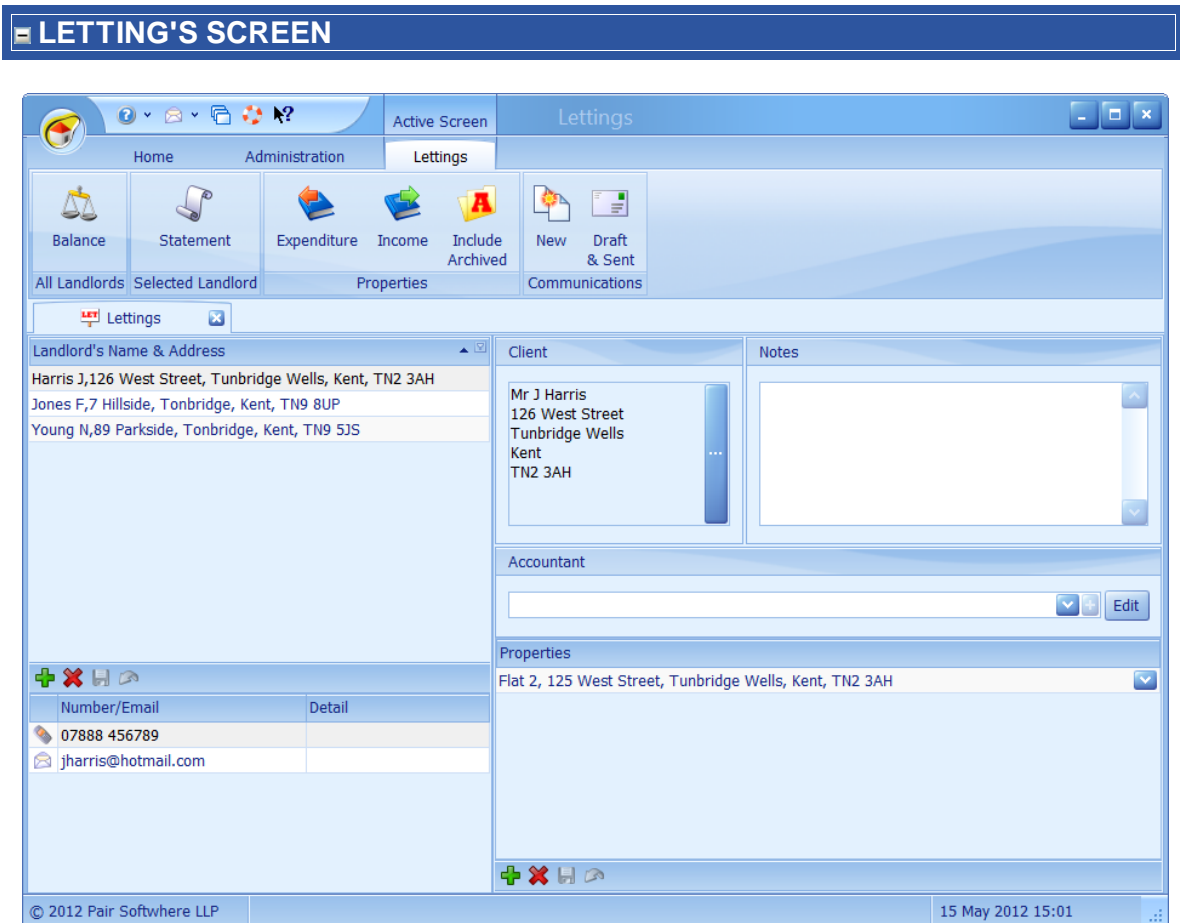 LETTING'S SCREEN
Active Screen
Lettings
Home
Administration
Lettings
Balance
Statement
Expenditure
Income
Include
Archived
New
Draft
& Sent
All Landlords
Selected Landlord
Properties
Communications
LET
Lettings
Landlord's Name & Address
Harris J,126 West Street, Tunbridge Wells, Kent, TN2 3AH
Jones F,7 Hillside, Tonbridge, Kent, TN9 8UP
Young N,89 Parkside, Tonbridge, Kent, TN9 5JS
Client
Mr J Harris
126 West Street
Tunbridge Wells
Kent
TN2 3AH
...
Notes
Accountant
Edit
Properties
Flat 2, 125 West Street, Tunbridge Wells, Kent, TN2 3AH
Number/Email
Detail
07888 456789
jharris@hotmail.com
© 2012 Pair Softwhere LLP
15 May 2012 15:01